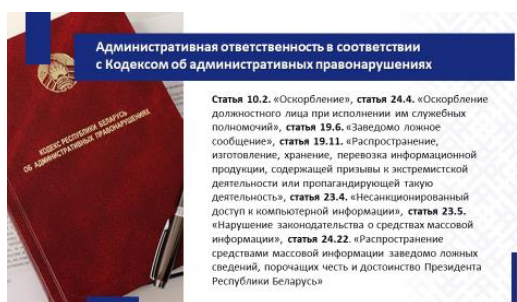 Административная ответственность в соответствии
с Кодексом об административных правонарушениях
КОДЕКС РЕСПУБЛИКИ БЕЛАРУСЬ
ОБ АДМИНИСТРАТИВНЫХ ПРАВОНАРУШЕНИЯХ
Статья 10.2. «Оскорбление», статья 24.4. «Оскорбление
должностного лица при исполнении им служебных
полномочий», статья 19.6. «Заведомо ложное
сообщение», статья 19.11. «Распространение,
изготовление, хранение, перевозка информационной
продукции, содержащей призывы к экстремистской
деятельности или пропагандирующей такую
деятельность», статья 23.4. «Несанкционированный
доступ к компьютерной информации», статья 23.5.
«Нарушение законодательства о средствах массовой
информации», статья 24.22. «Распространение
средствами массовой информации заведомо ложных
сведений, порочащих честь и достоинство Президента
Республики Беларусь»